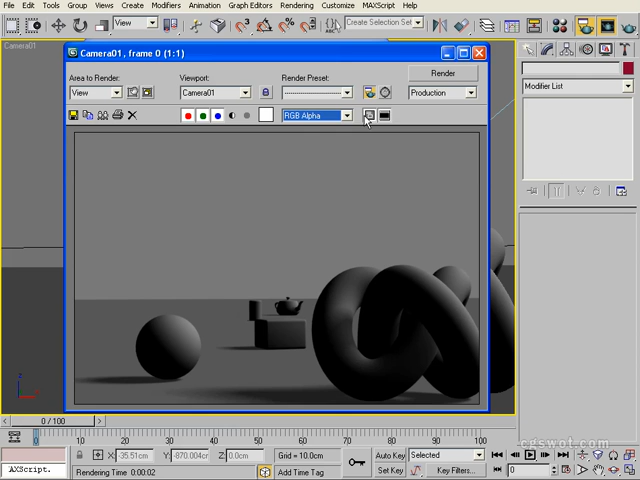 File Edit Tools Group Views Create Modifiers Animation Graph Editors Rendering Customize MAXScript Help
View
3
Create Selection Set
Camera01
Camera01, frame 0 (1:1)
Area to Render:
Viewport:
Render Preset:
Render
View
Camera01
Production
RGB Alpha
Modifier List
0 / 100
0 10 20 30 40 50 60 70 80 90 100
cgswot.com
X -35.51cm
Y -870.004cm
Z 0.0cm
Grid = 10.0cm
Auto Key
Selected
'AXScript.
Rendering Time 0:00:02
Add Time Tag
Set Key
Key Filters...
0